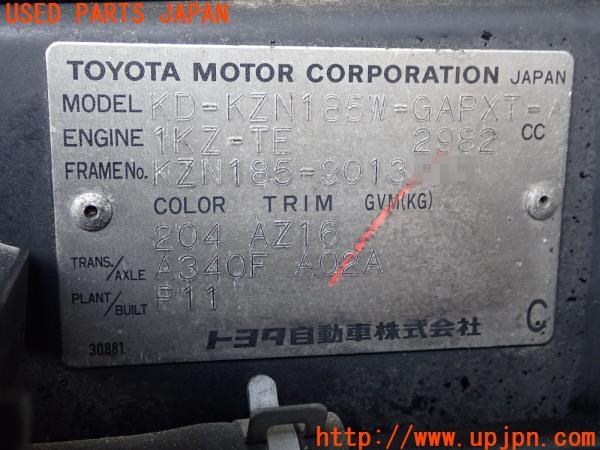 USED PARTS JAPAN
UPJ
TOYOTA MOTOR CORPORATION JAPAN
MODEL KD-KZN185W-GAPXT-A
ENGINE 1KZ-TE 2982 CC
FRAME No. KZN185-9013
COLOR TRIM GVM(KG)
204 AZ16
TRANS./AXLE A340F A02A
PLANT/BUILT P11
トヨタ自動車株式会社 C
30881
UPJ
http://www.upjpn.com/